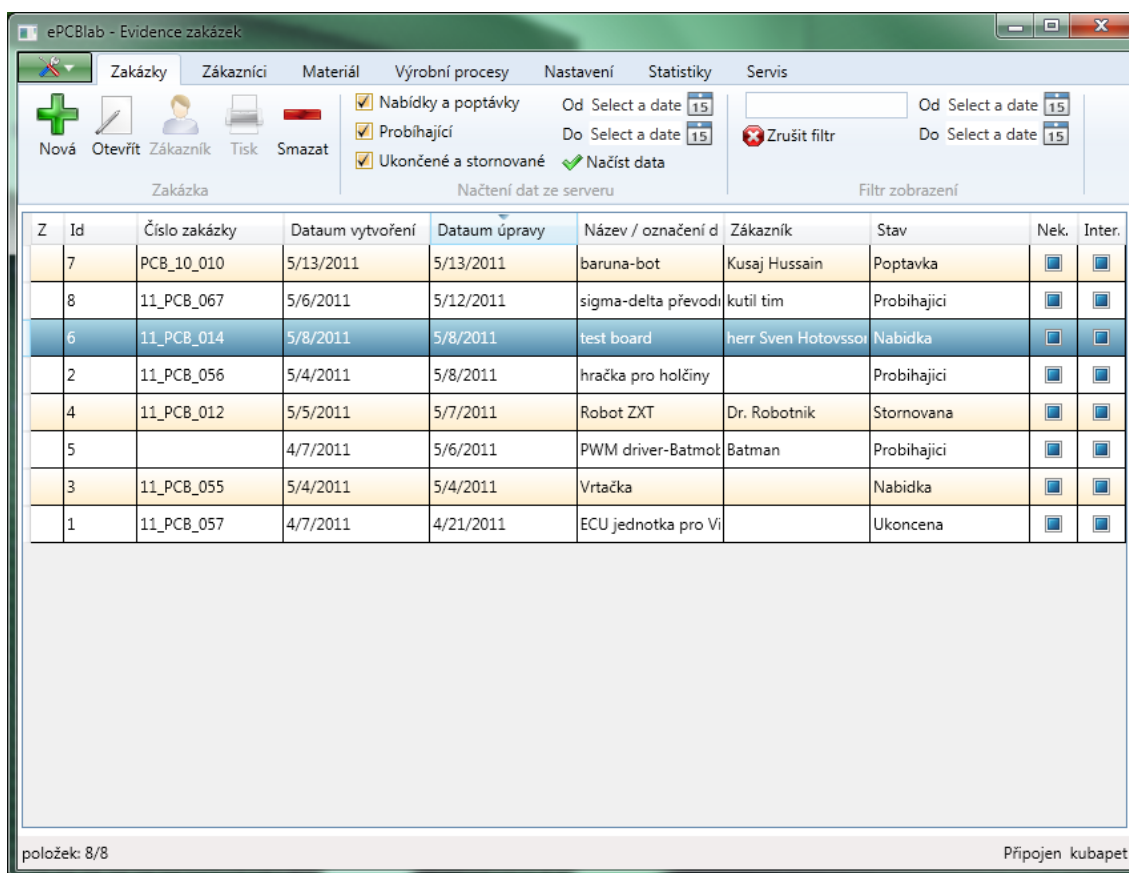 ePCBlab - Evidence zakázek
Zakázky Zákazníci Materiál Výrobní procesy Nastavení Statistiky Servis
Nová Otevřít Zákazník Tisk Smazat
Zakázka
Nabídky a poptávky Od Select a date 15
Probíhající Do Select a date 15
Ukončené a stornované Načíst data
Načtení dat ze serveru
Od Select a date 15
Zrušit filtr Do Select a date 15
Filtr zobrazení
Z Id Číslo zakázky Dataum vytvoření Dataum úpravy Název / označení d Zákazník Stav Nek. Inter.
7 PCB_10_010 5/13/2011 5/13/2011 baruna-bot Kusaj Hussain Poptavka
8 11_PCB_067 5/6/2011 5/12/2011 sigma-delta převodn kutil tim Probihajici
6 11_PCB_014 5/8/2011 5/8/2011 test board herr Sven Hotovsson Nabidka
2 11_PCB_056 5/4/2011 5/8/2011 hračka pro holčiny Probihajici
4 11_PCB_012 5/5/2011 5/7/2011 Robot ZXT Dr. Robotnik Stornovana
5 4/7/2011 5/6/2011 PWM driver-Batmob Batman Probihajici
3 11_PCB_055 5/4/2011 5/4/2011 Vrtačka Nabidka
1 11_PCB_057 4/7/2011 4/21/2011 ECU jednotka pro Vi Ukoncena
položek: 8/8 Připojen kubapet